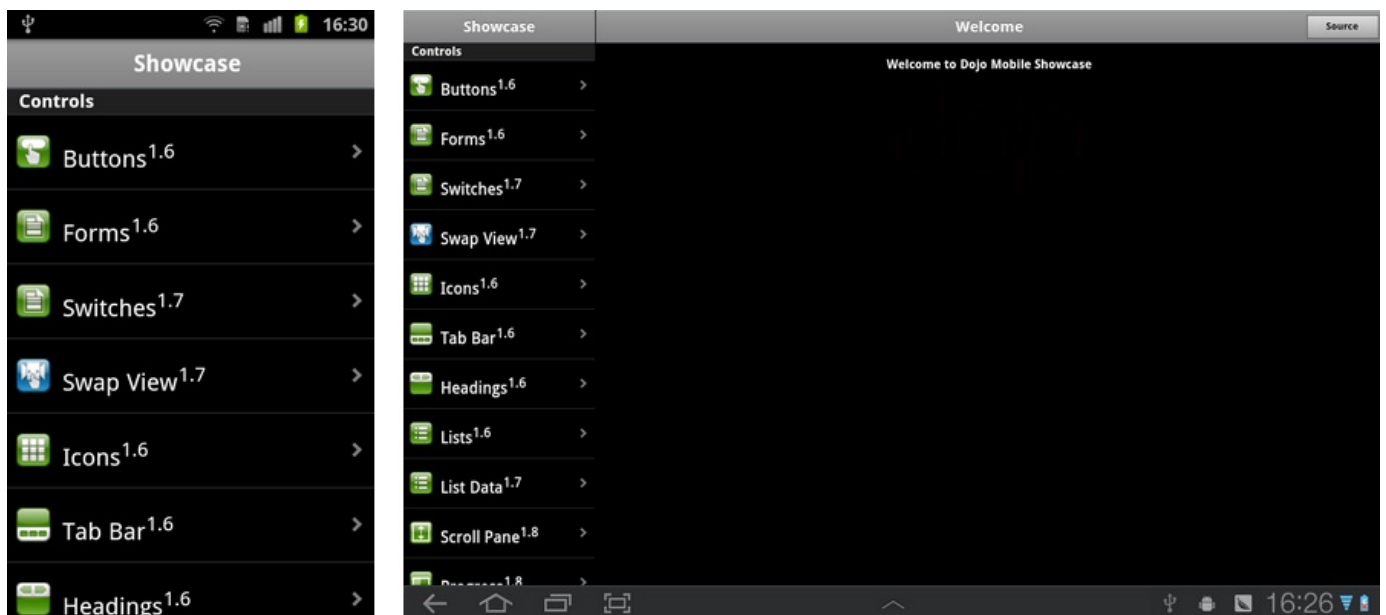 16:30
Showcase
Controls
Buttons1.6
Forms1.6
Switches1.7
Swap View1.7
Icons1.6
Tab Bar1.6
Headings1.6
Showcase
Welcome
Source
Controls
Welcome to Dojo Mobile Showcase
Buttons1.6
Forms1.6
Switches1.7
Swap View1.7
Icons1.6
Tab Bar1.6
Headings1.6
Lists1.6
List Data1.7
Scroll Pane1.8
Progress1.8
16:26